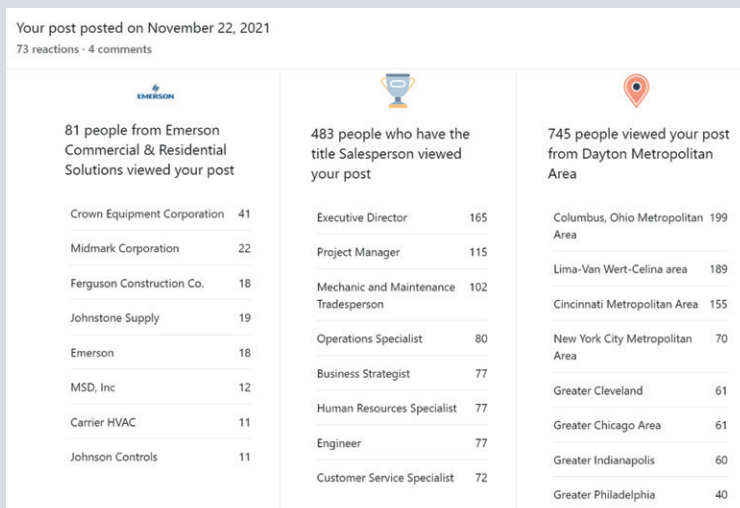 Your post posted on November 22, 2021
73 reactions · 4 comments
EMERSON
81 people from Emerson
Commercial & Residential
Solutions viewed your post
Crown Equipment Corporation 41
Midmark Corporation 22
Ferguson Construction Co. 18
Johnstone Supply 19
Emerson 18
MSD, Inc 12
Carrier HVAC 11
Johnson Controls 11
483 people who have the
title Salesperson viewed
your post
Executive Director 165
Project Manager 115
Mechanic and Maintenance 102
Tradesperson
Operations Specialist 80
Business Strategist 77
Human Resources Specialist 77
Engineer 77
Customer Service Specialist 72
745 people viewed your post
from Dayton Metropolitan
Area
Columbus, Ohio Metropolitan 199
Area
Lima-Van Wert-Celina area 189
Cincinnati Metropolitan Area 155
New York City Metropolitan 70
Area
Greater Cleveland 61
Greater Chicago Area 61
Greater Indianapolis 60
Greater Philadelphia 40